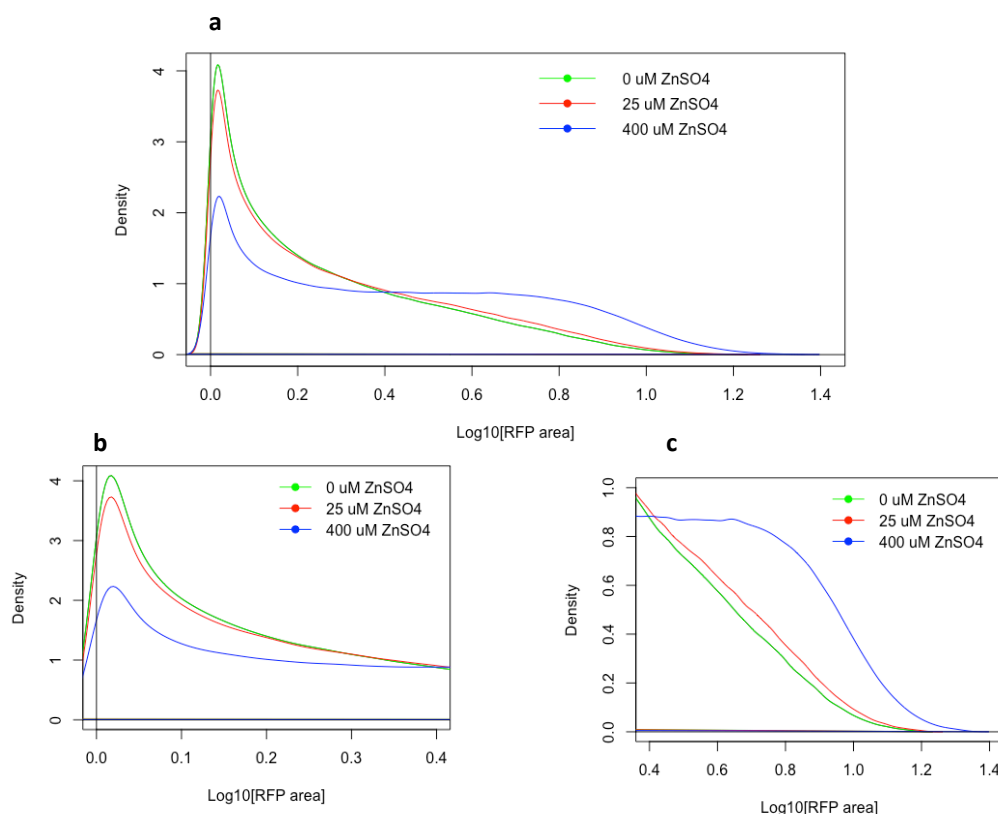 a
Density
0
1
2
3
4
0 uM ZnSO4
25 uM ZnSO4
400 uM ZnSO4
0.0 0.2 0.4 0.6 0.8 1.0 1.2 1.4
Log10[RFP area]
b
Density
0
1
2
3
4
0 uM ZnSO4
25 uM ZnSO4
400 uM ZnSO4
0.0 0.1 0.2 0.3 0.4
Log10[RFP area]
c
Density
0.0 0.2 0.4 0.6 0.8 1.0
0 uM ZnSO4
25 uM ZnSO4
400 uM ZnSO4
0.4 0.6 0.8 1.0 1.2 1.4
Log10[RFP area]